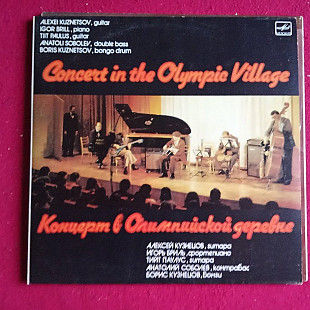 ALEXEI KUZNETSOV, guitar
IGOR BRILL, piano
TIIT PAULUS, guitar
ANATOLI SOBOLEV, double bass
BORIS KUZNETSOV, bongo drum
Concert in the Olympic Village
Концерт в Олимпийской деревне
АЛЕКСЕЙ КУЗНЕЦОВ, гитара
ИГОРЬ БРИЛЬ, фортепиано
ТИЙТ ПАУЛУС, гитара
АНАТОЛИЙ СОБОЛЕВ, контрабас
БОРИС КУЗНЕЦОВ, бонги